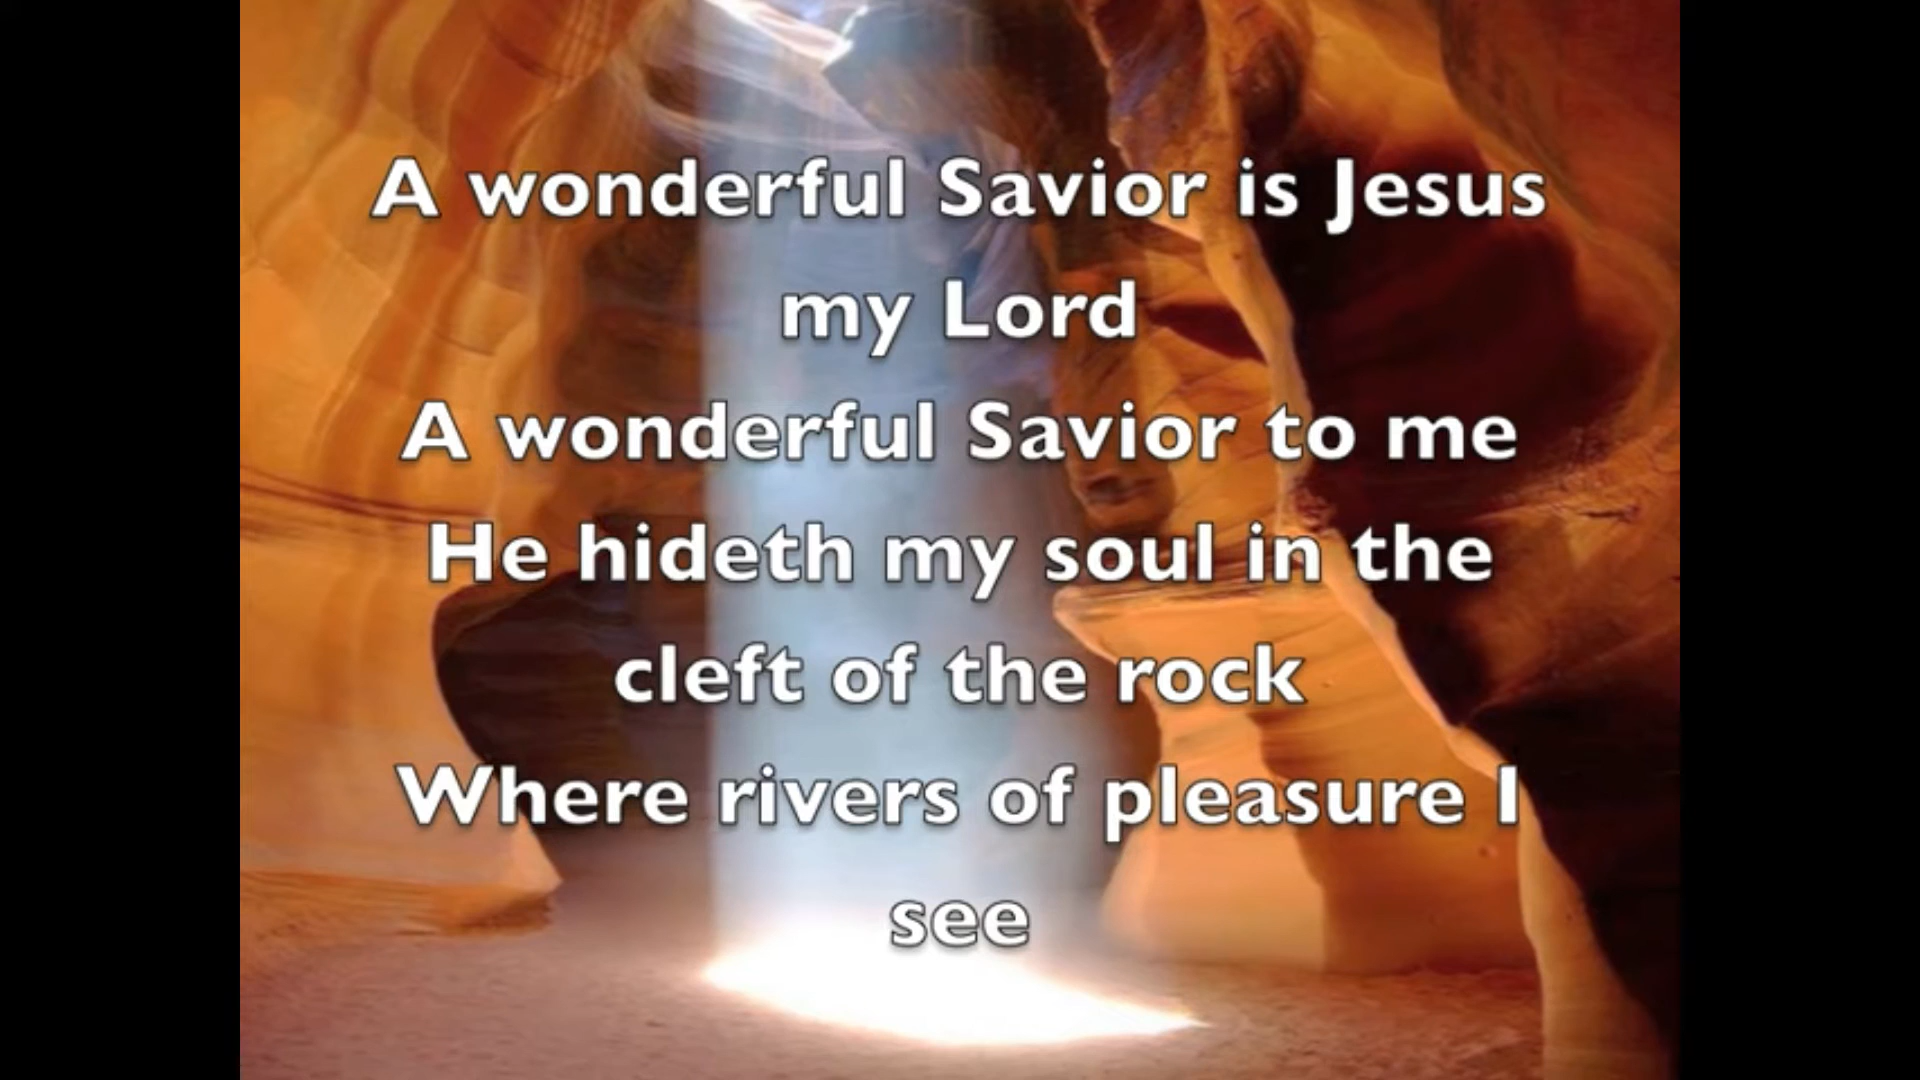 A wonderful Savior is Jesus
my Lord
A wonderful Savior to me
He hideth my soul in the
cleft of the rock
Where rivers of pleasure I
see